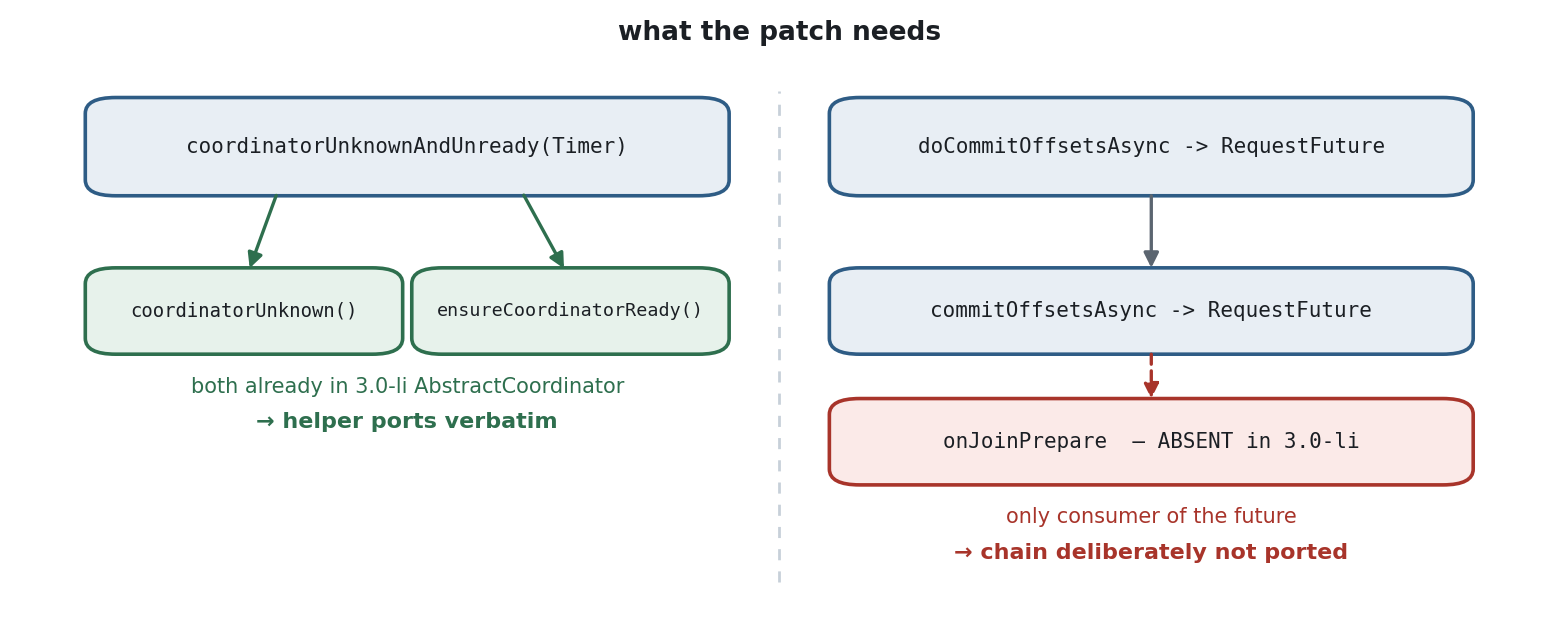 what the patch needs
coordinatorUnknownAndUnready(Timer)
coordinatorUnknown()
ensureCoordinatorReady()
both already in 3.0-li AbstractCoordinator
→ helper ports verbatim
doCommitOffsetsAsync -> RequestFuture
commitOffsetsAsync -> RequestFuture
onJoinPrepare — ABSENT in 3.0-li
only consumer of the future
→ chain deliberately not ported